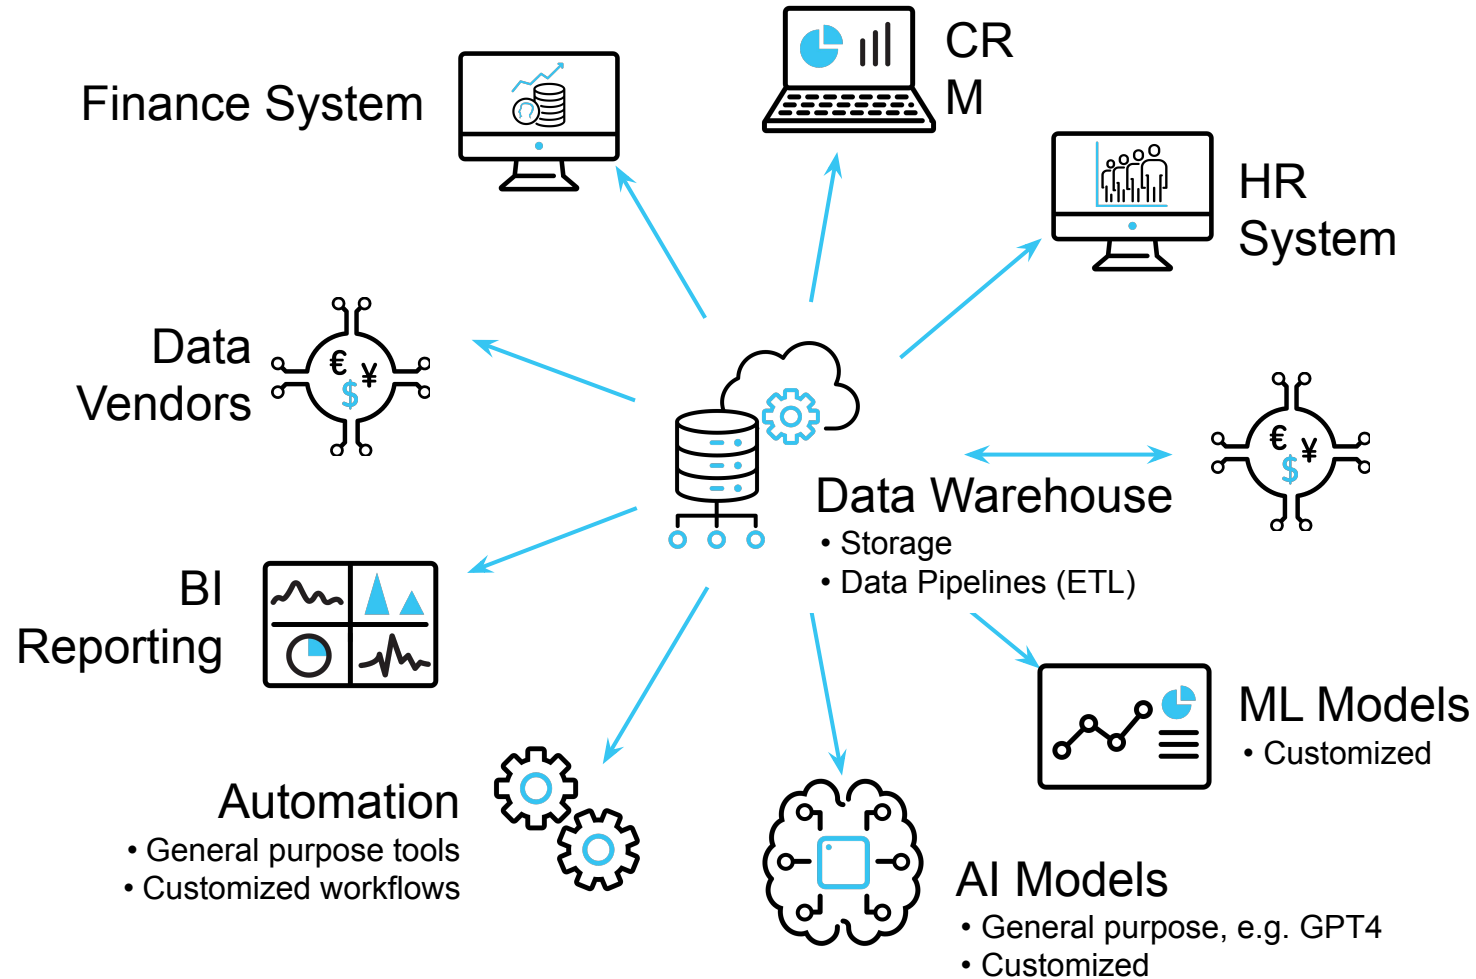 CR
M
Finance System
HR
System
Data
Vendors
€
¥
$
€
¥
$
Data Warehouse
• Storage
• Data Pipelines (ETL)
BI
Reporting
ML Models
• Customized
Automation
• General purpose tools
• Customized workflows
AI Models
• General purpose, e.g. GPT4
• Customized